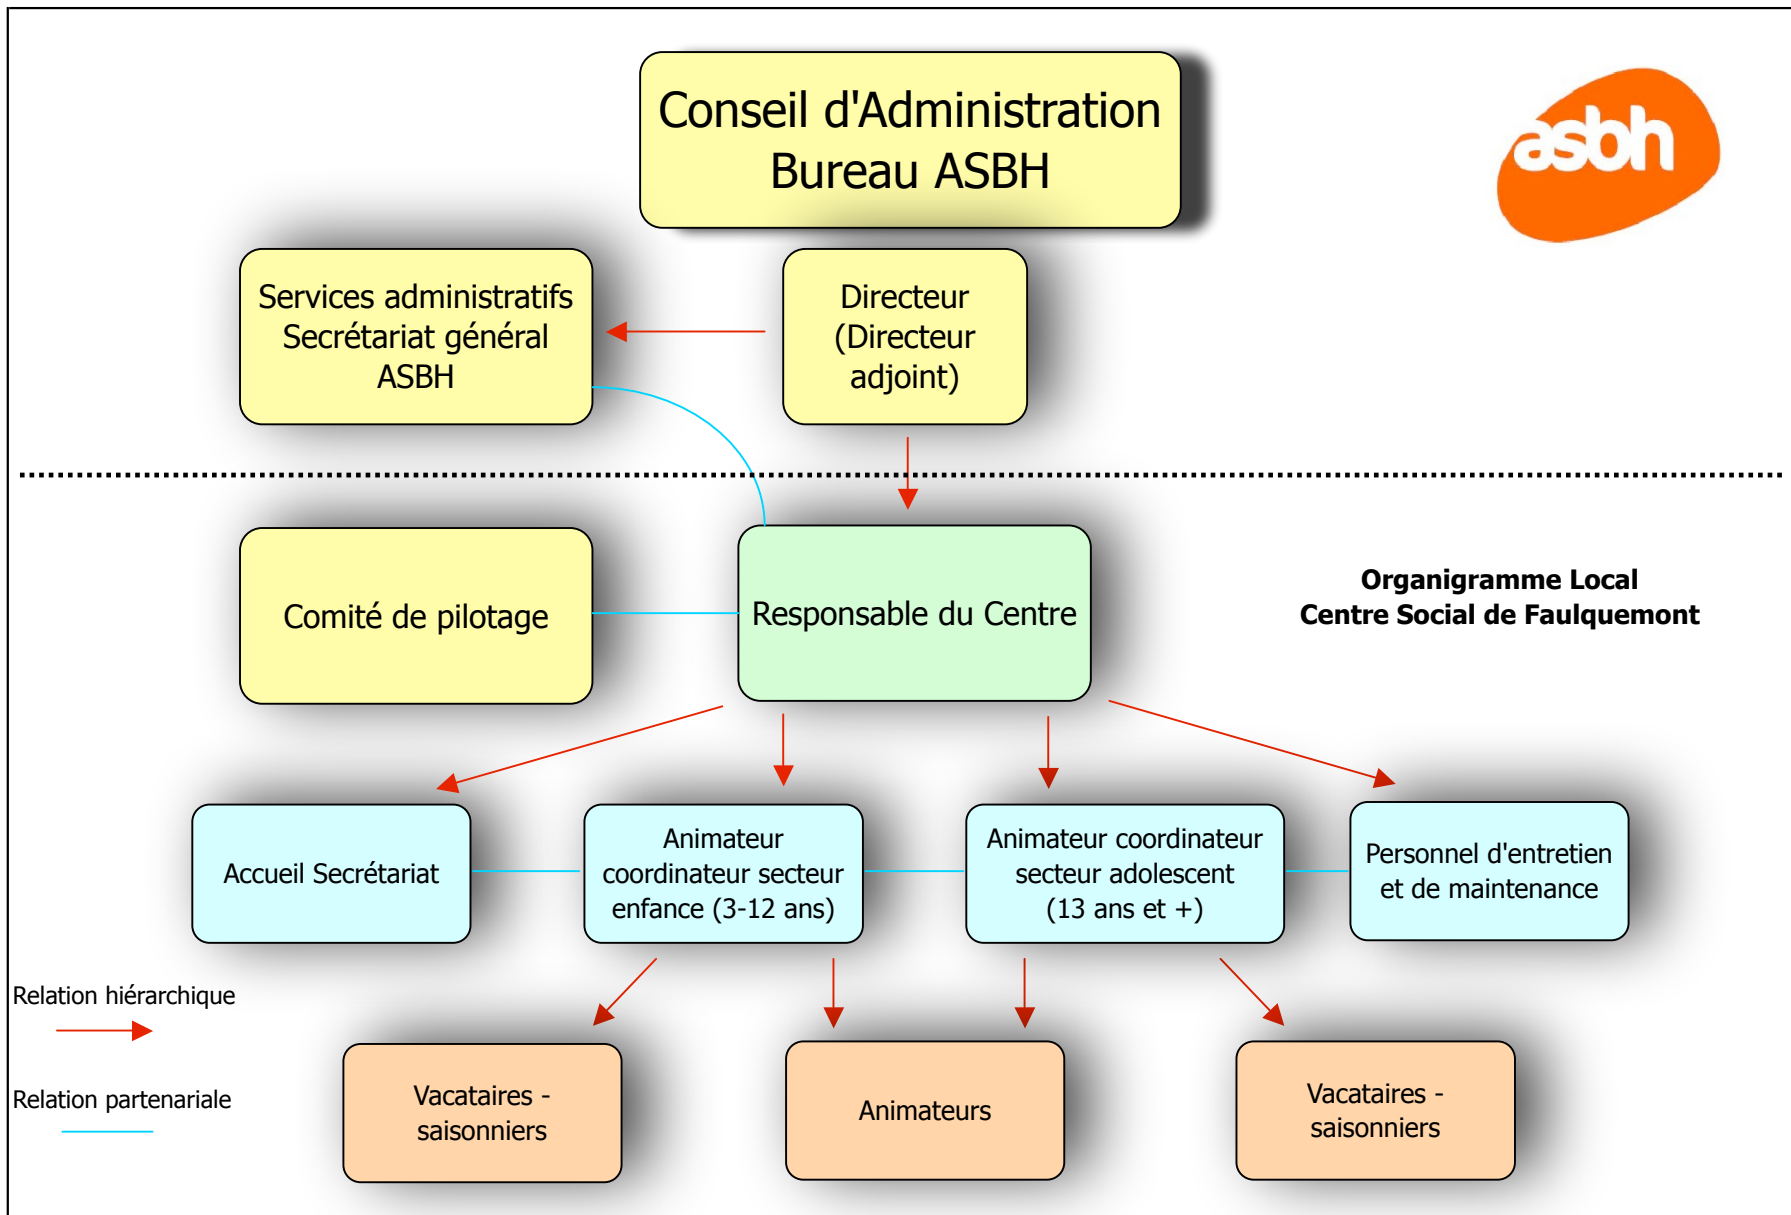 Conseil d'Administration
Bureau ASBH
asbh
Services administratifs
Secrétariat général
ASBH
Directeur
(Directeur
adjoint)
Comité de pilotage
Responsable du Centre
Organigramme Local
Centre Social de Faulquemont
Accueil Secrétariat
Animateur
coordinateur secteur
enfance (3-12 ans)
Animateur coordinateur
secteur adolescent
(13 ans et +)
Personnel d'entretien
et de maintenance
Relation hiérarchique
Relation partenariale
Vacataires -
saisonniers
Animateurs
Vacataires -
saisonniers